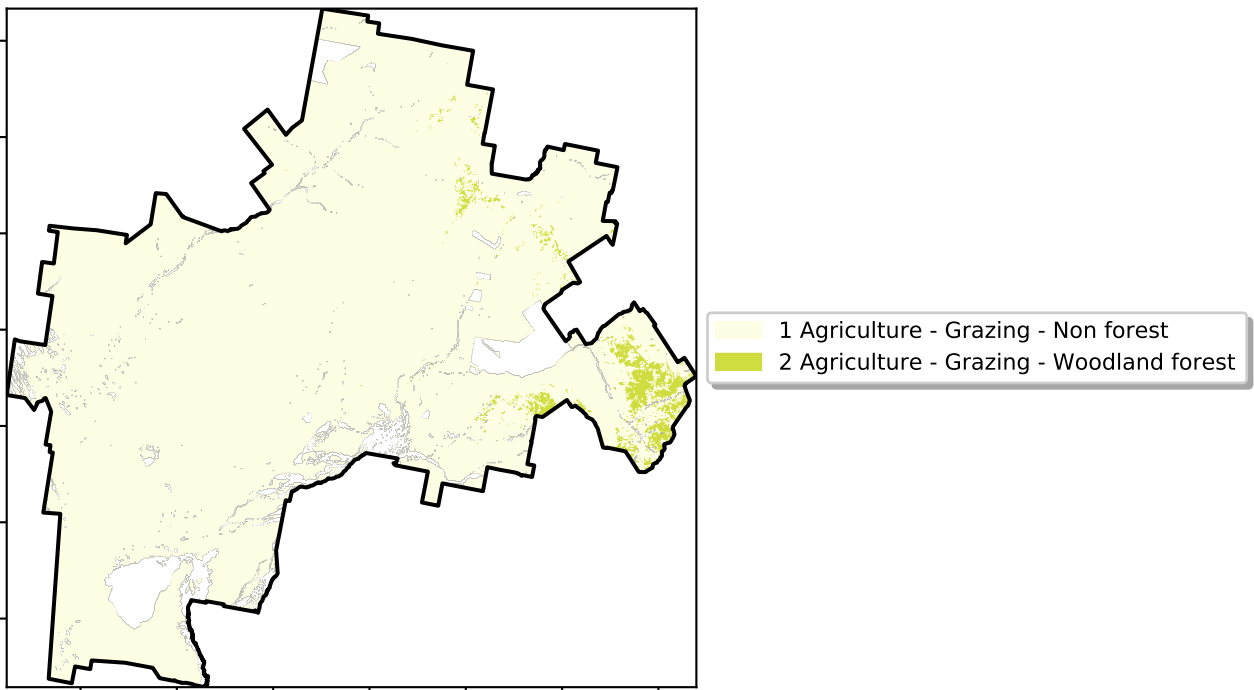 1 Agriculture - Grazing - Non forest
2 Agriculture - Grazing - Woodland forest